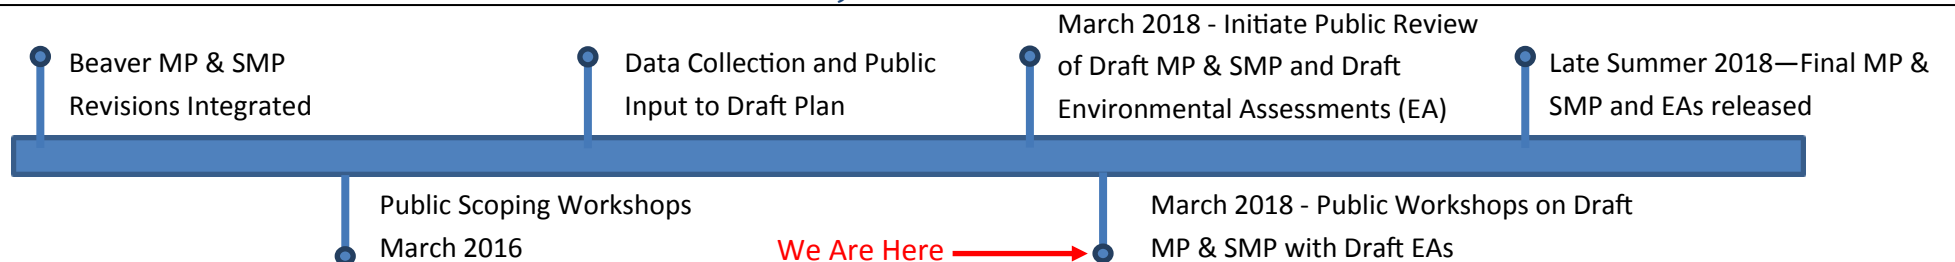 Beaver MP & SMP
Revisions Integrated
Public Scoping Workshops
March 2016
Data Collection and Public
Input to Draft Plan
March 2018 - Initiate Public Review
of Draft MP & SMP and Draft
Environmental Assessments (EA)
We Are Here
March 2018 - Public Workshops on Draft
MP & SMP with Draft EAs
Late Summer 2018—Final MP &
SMP and EAs released